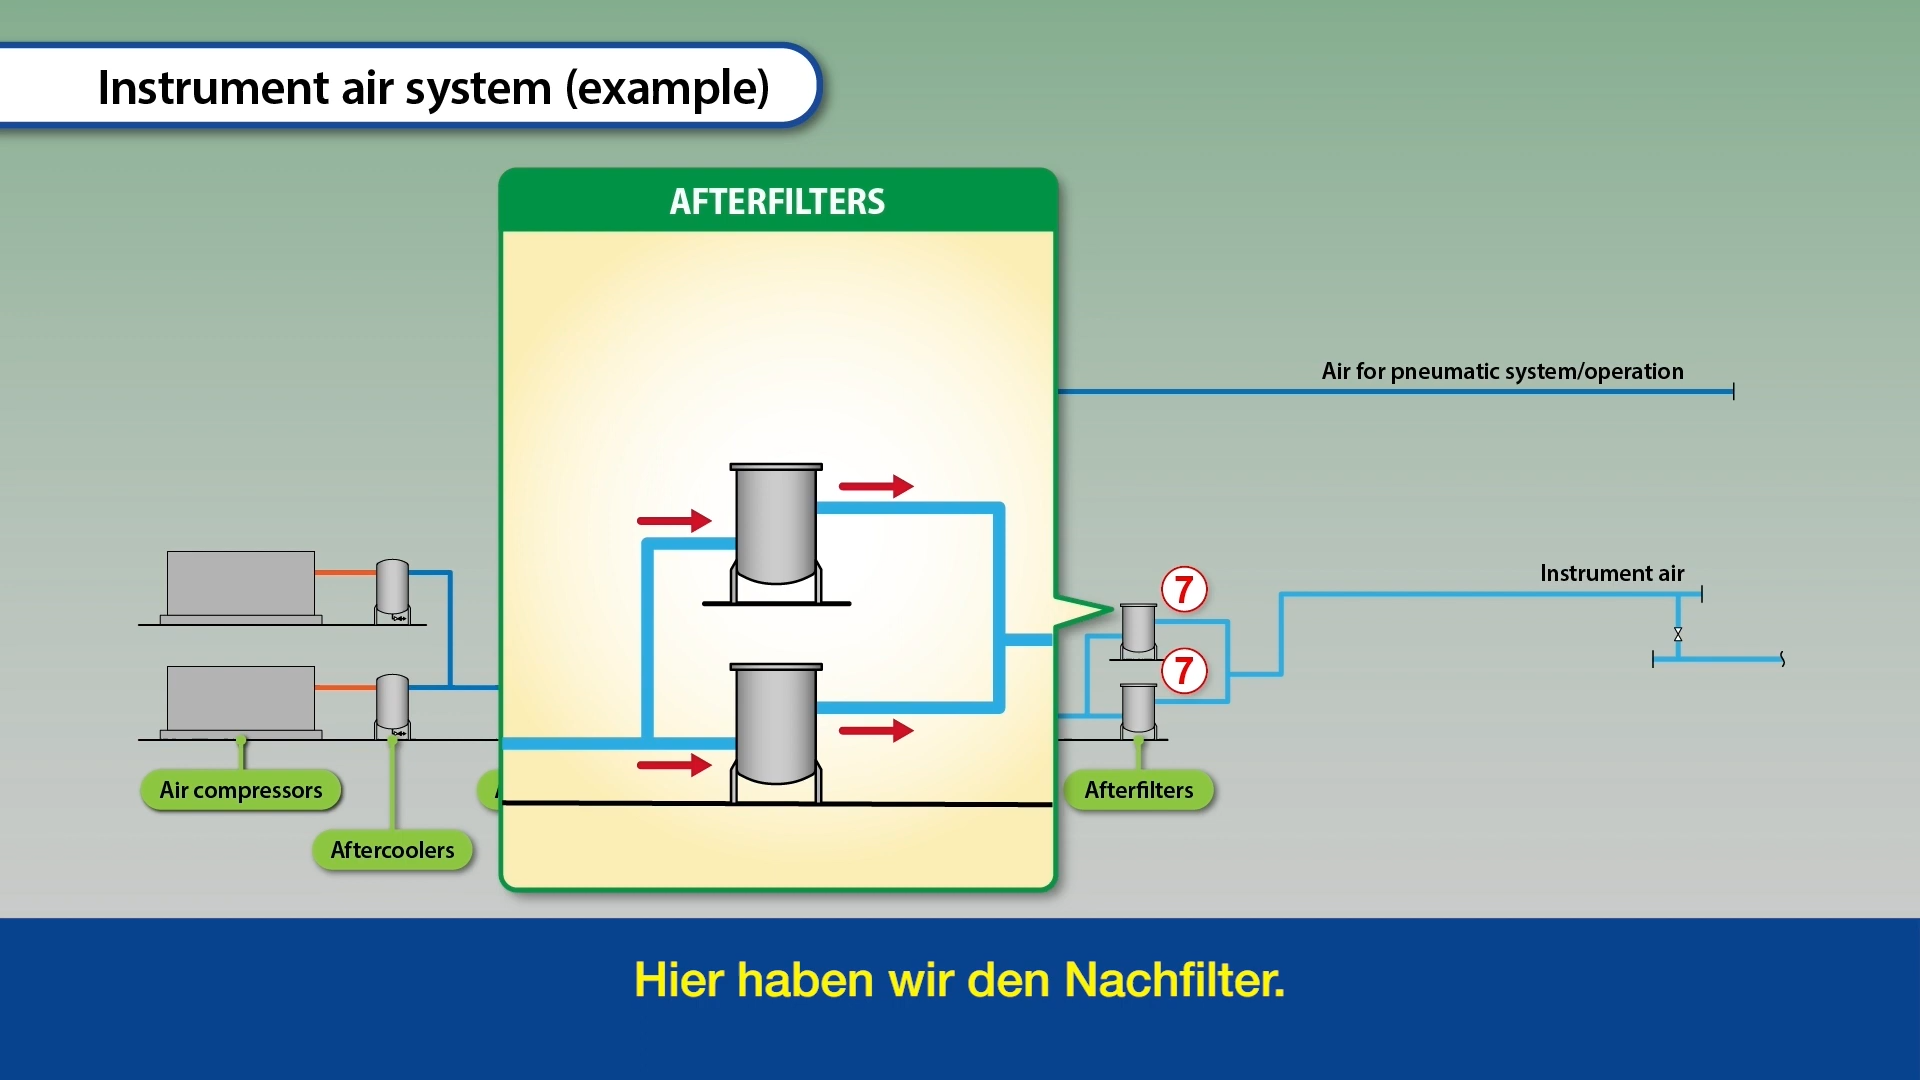 Instrument air system (example)
AFTERFILTERS
Air for pneumatic system/operation
Instrument air
7
7
Air compressors
Afterfilters
Aftercoolers
Hier haben wir den Nachfilter.